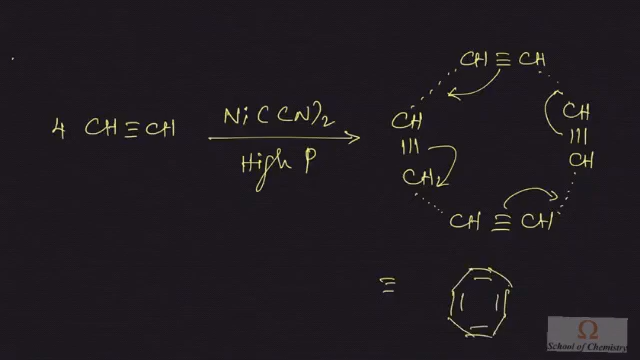 4 CH≡CH
Ni(CN)2
High P
CH≡CH
CH
|||
CH2
CH
|||
CH
CH≡CH
≡
Ω
School of Chemistry